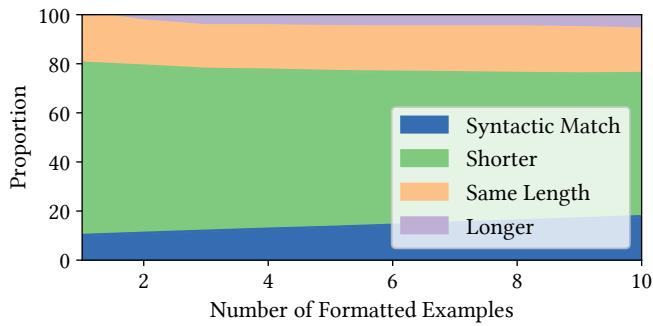 100
80
60
40
20
0
Proportion
Syntactic Match
Shorter
Same Length
Longer
2 4 6 8 10
Number of Formatted Examples